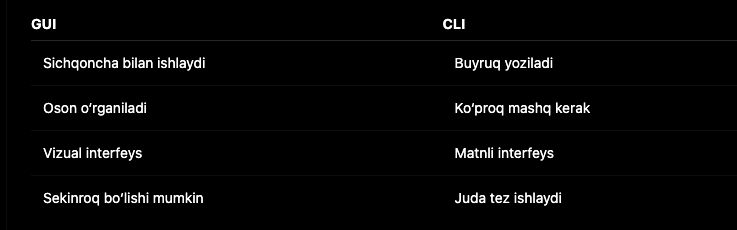 GUI CLI
Sichqoncha bilan ishlaydi Buyruq yoziladi
Oson o‘rganiladi Ko‘proq mashq kerak
Vizual interfeys Matnli interfeys
Sekinroq bo‘lishi mumkin Juda tez ishlaydi